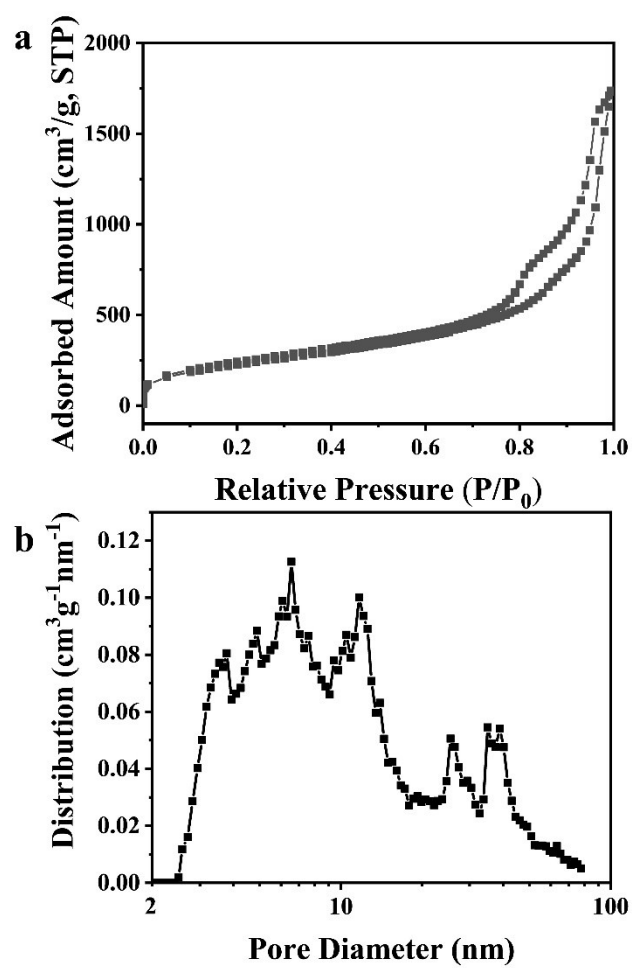 a
2000
1500
1000
500
0
0.0 0.2 0.4 0.6 0.8 1.0
Adsorbed Amount (cm³/g, STP)
Relative Pressure (P/P₀)
b
0.12
0.10
0.08
0.06
0.04
0.02
0.00
2 10 100
Distribution (cm³g⁻¹nm⁻¹)
Pore Diameter (nm)